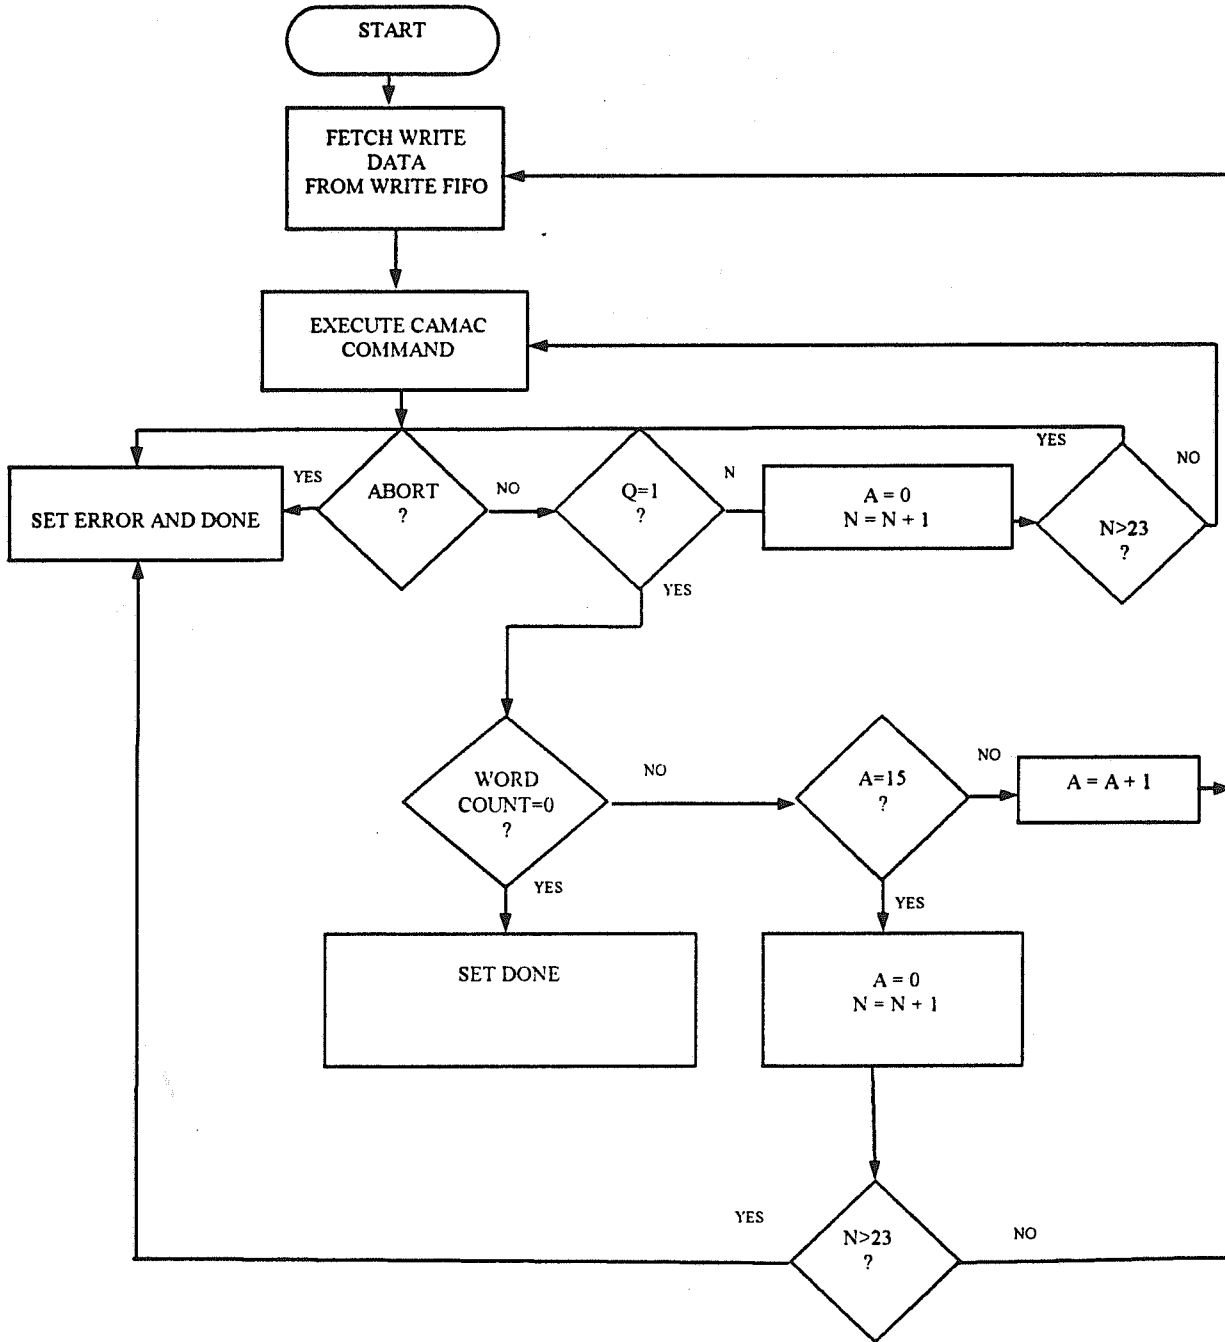 START
FETCH WRITE
DATA
FROM WRITE FIFO
EXECUTE CAMAC
COMMAND
YES
SET ERROR AND DONE
ABORT
?
NO
Q=1
?
N
YES
A = 0
N = N + 1
YES
N>23
?
NO
WORD
COUNT=0
?
NO
YES
A=15
?
NO
A = A + 1
YES
SET DONE
A = 0
N = N + 1
YES
N>23
?
NO